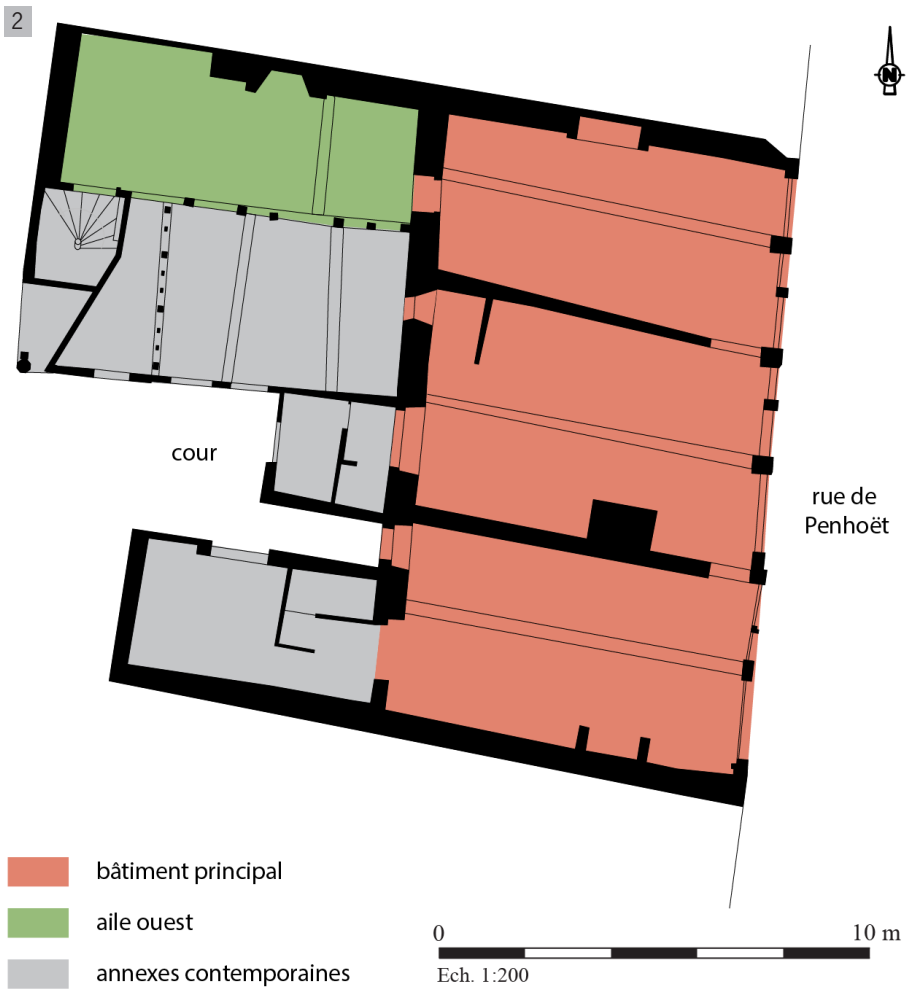 2
N
cour
rue de
Penhoët
bâtiment principal
aile ouest
annexes contemporaines
0 10 m
Ech. 1:200